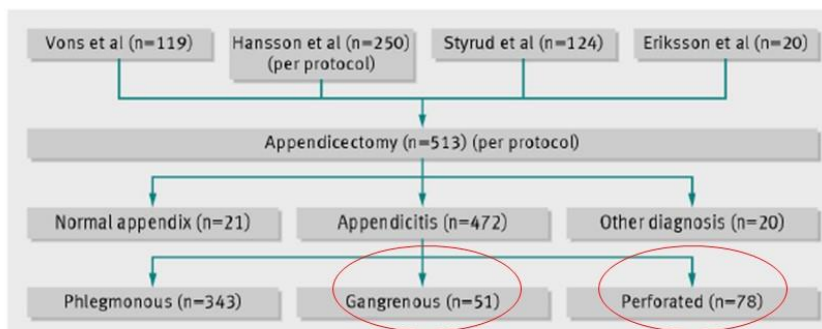 Vons et al (n=119)
Hansson et al (n=250)
(per protocol)
Styrud et al (n=124)
Eriksson et al (n=20)
Appendicectomy (n=513) (per protocol)
Normal appendix (n=21)
Appendicitis (n=472)
Other diagnosis (n=20)
Phlegmonous (n=343)
Gangrenous (n=51)
Perforated (n=78)